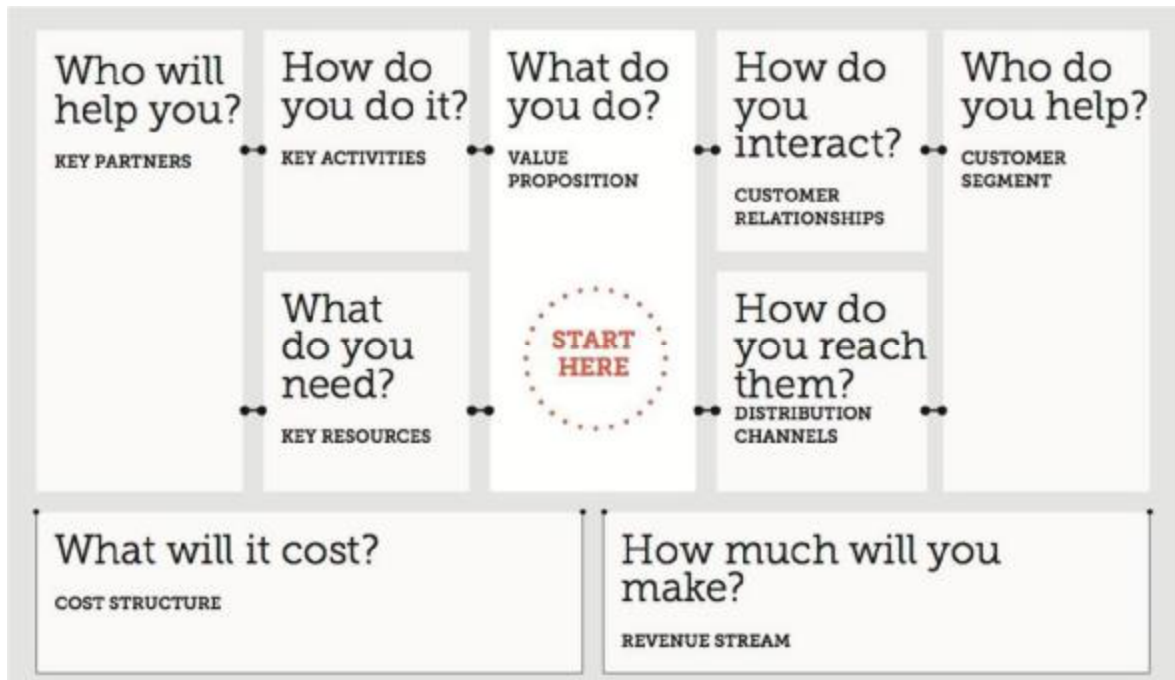 Who will
help you?
KEY PARTNERS
How do
you do it?
KEY ACTIVITIES
What
do you
need?
KEY RESOURCES
What do
you do?
VALUE
PROPOSITION
START
HERE
How do
you
interact?
CUSTOMER
RELATIONSHIPS
How do
you reach
them?
DISTRIBUTION
CHANNELS
Who do
you help?
CUSTOMER
SEGMENT
What will it cost?
COST STRUCTURE
How much will you
make?
REVENUE STREAM